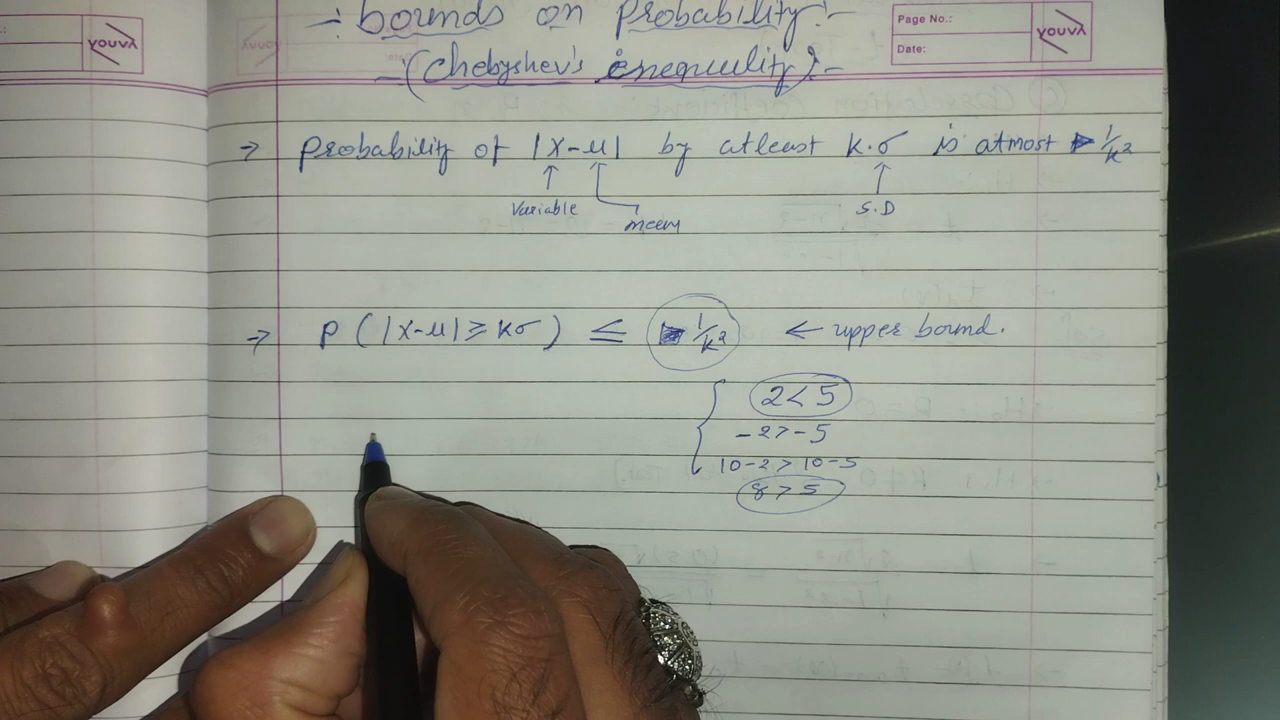 -: bounds on Probability :-
Page No.:
Date:
youva
youva
-(Chebyshev's inequality):-
→ Probability of |X-μ| by atleast k.σ is atmost 1/k²
↑ Variable
mean
↑ S.D
→ P ( |X-μ| ≥ kσ ) ≤ 1/k² ← upper bound.
2 < 5
-2 > -5
10-2 > 10-5
8 > 5